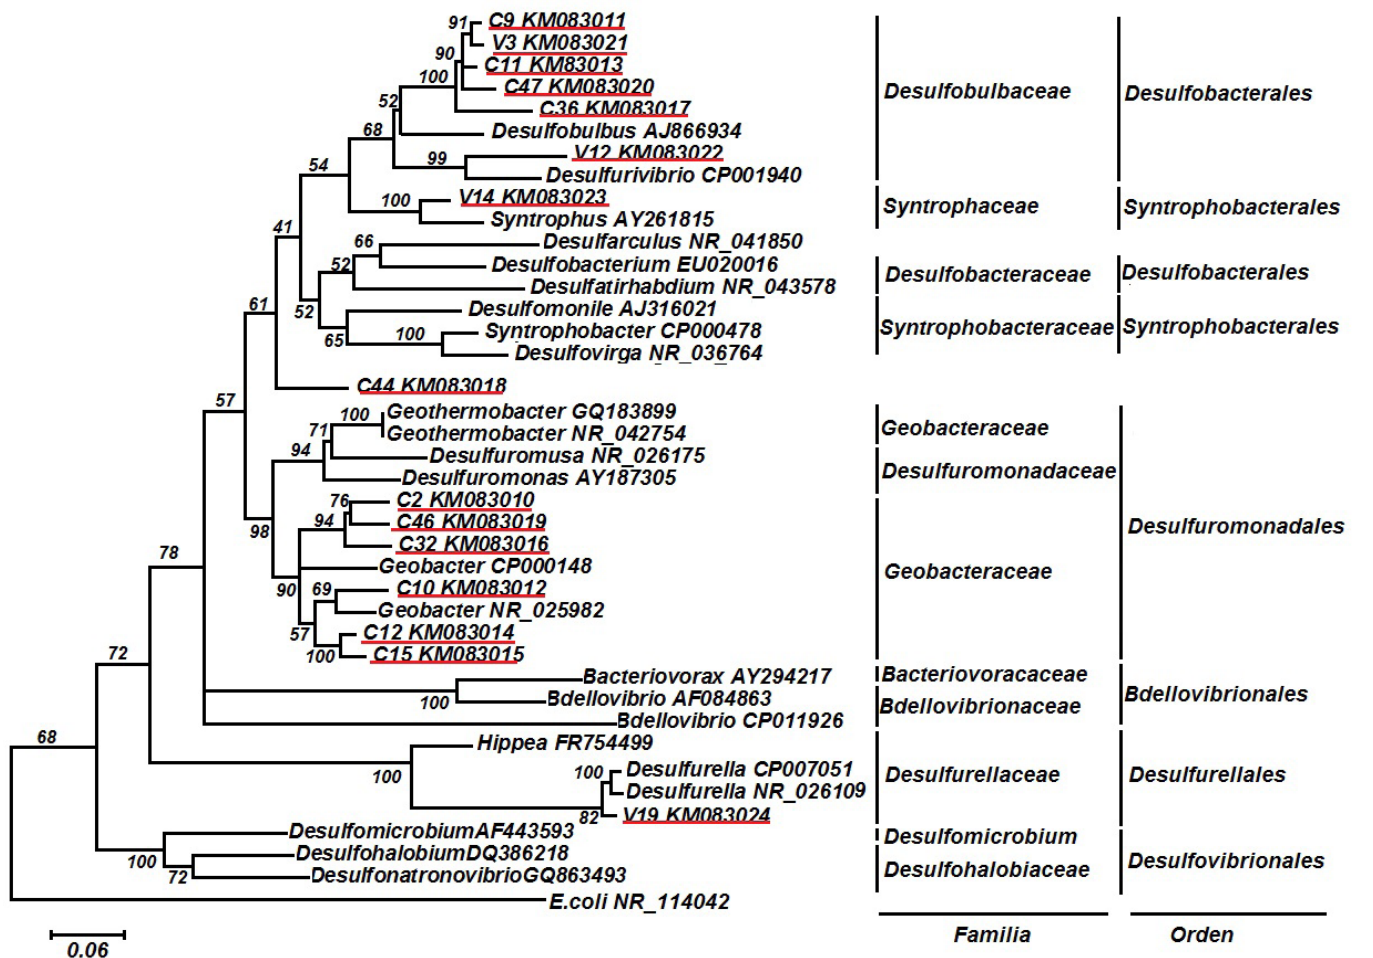 91 C9 KM083011
V3 KM083021
90 C11 KM83013
100 C47 KM083020
Desulfobulbaceae Desulfobacterales
52 C36 KM083017
68 Desulfobulbus AJ866934
99 V12 KM083022
54 Desulfurivibrio CP001940
100 V14 KM083023
Syntrophaceae Syntrophobacterales
Syntrophus AY261815
41 66 Desulfarculus NR_041850
52 Desulfobacterium EU020016
Desulfobacteraceae Desulfobacterales
Desulfatirhabdium NR_043578
61 52 Desulfomonile AJ316021
65 100 Syntrophobacter CP000478
Syntrophobacteraceae Syntrophobacterales
Desulfovirga NR_036764
C44 KM083018
57 100 Geothermobacter GQ183899
71 Geothermobacter NR_042754
Geobacteraceae
94 Desulfuromusa NR_026175
Desulfuromonadaceae
Desulfuromonas AY187305
76 C2 KM083010
98 94 C46 KM083019
Desulfuromonadales
C32 KM083016
78 Geobacter CP000148
Geobacteraceae
90 69 C10 KM083012
Geobacter NR_025982
57 C12 KM083014
100 C15 KM083015
72 Bacteriovorax AY294217 Bacteriovoracaceae
100 Bdellovibrio AF084863 Bdellovibrionaceae Bdellovibrionales
Bdellovibrio CP011926
68 Hippea FR754499
100 100 Desulfurella CP007051
Desulfurellaceae Desulfurellales
Desulfurella NR_026109
82 V19 KM083024
DesulfomicrobiumAF443593 Desulfomicrobium
100 DesulfohalobiumDQ386218 Desulfovibrionales
72 DesulfonatronovibrioGQ863493 Desulfohalobiaceae
E.coli NR_114042
0.06 Familia Orden